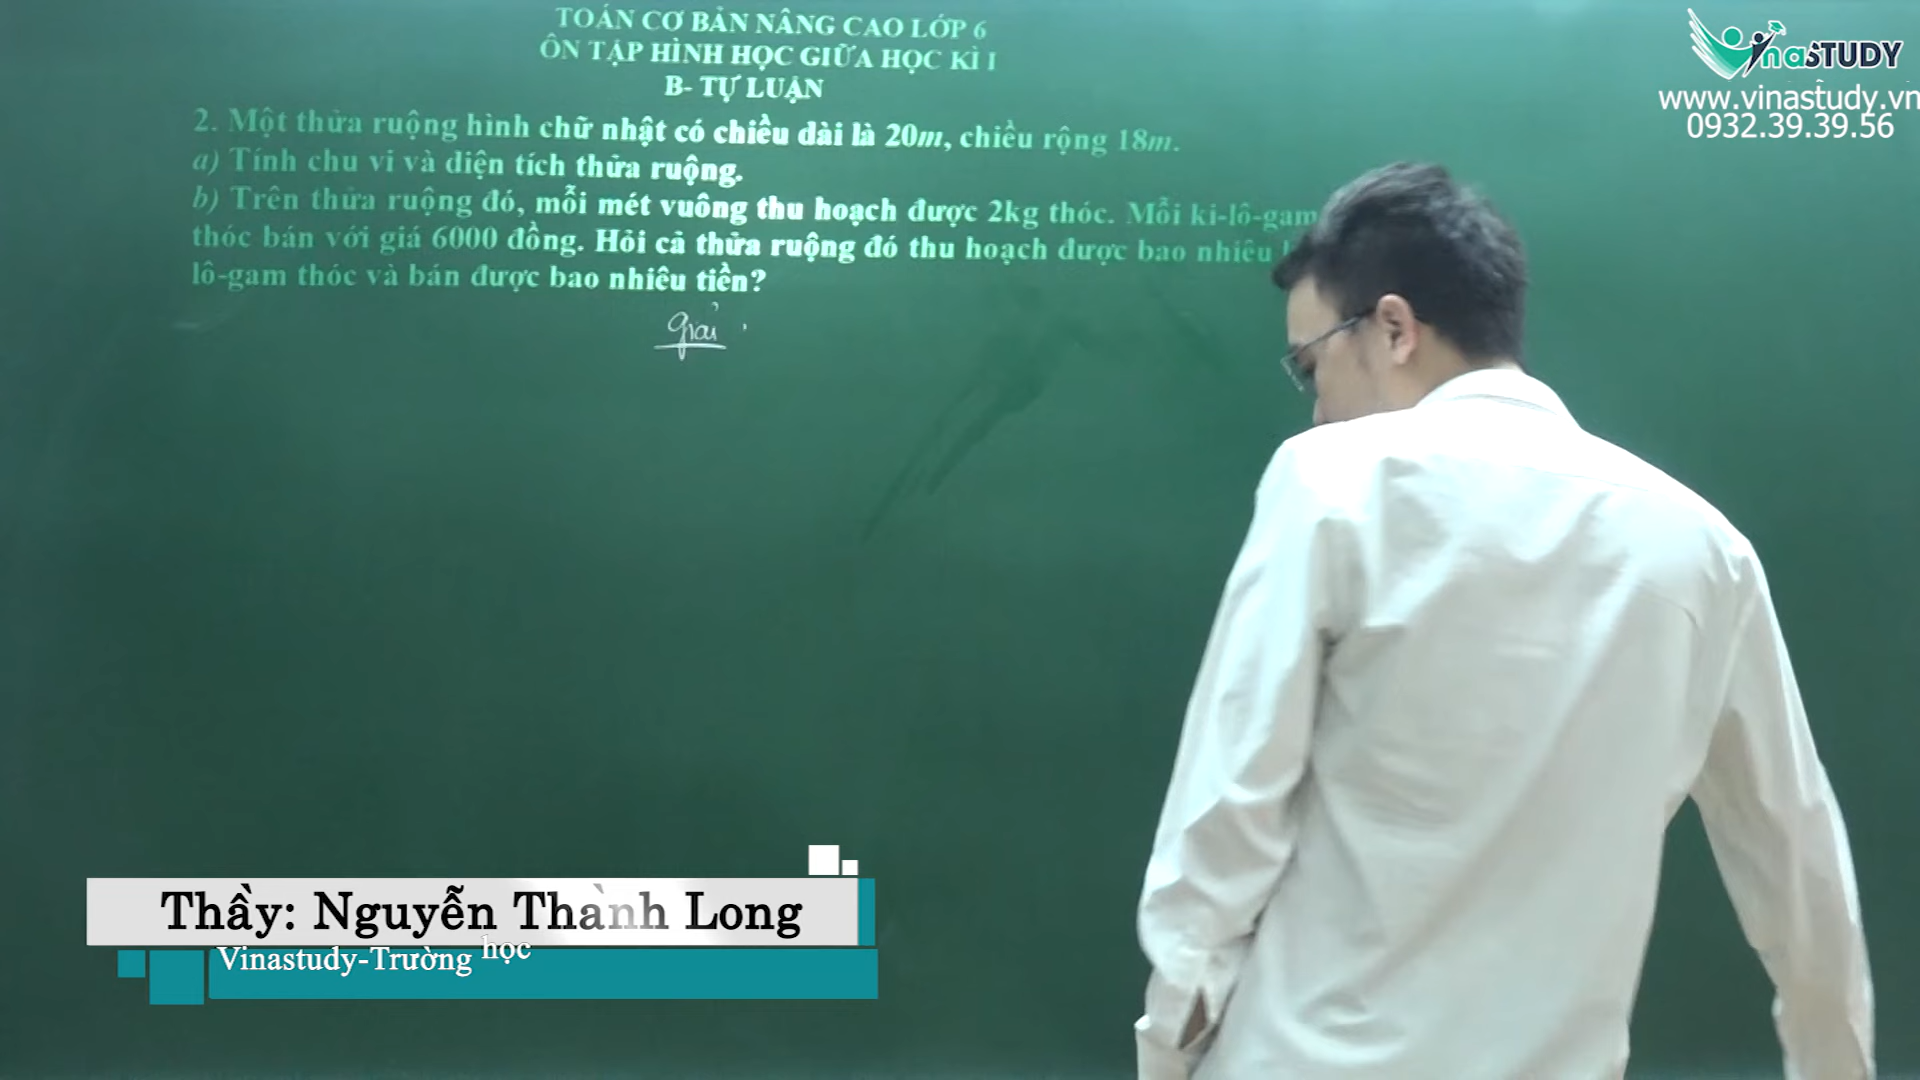 TOÁN CƠ BẢN NÂNG CAO LỚP 6
ÔN TẬP HÌNH HỌC GIỮA HỌC KÌ I
B- TỰ LUẬN
2. Một thửa ruộng hình chữ nhật có chiều dài là 20m, chiều rộng 18m.
a) Tính chu vi và diện tích thửa ruộng.
b) Trên thửa ruộng đó, mỗi mét vuông thu hoạch được 2kg thóc. Mỗi ki-lô-gam
thóc bán với giá 6000 đồng. Hỏi cả thửa ruộng đó thu hoạch được bao nhiêu
lô-gam thóc và bán được bao nhiêu tiền?
Giải
VinaSTUDY
www.vinastudy.vn
0932.39.39.56
Thầy: Nguyễn Thành Long
Vinastudy-Trường học